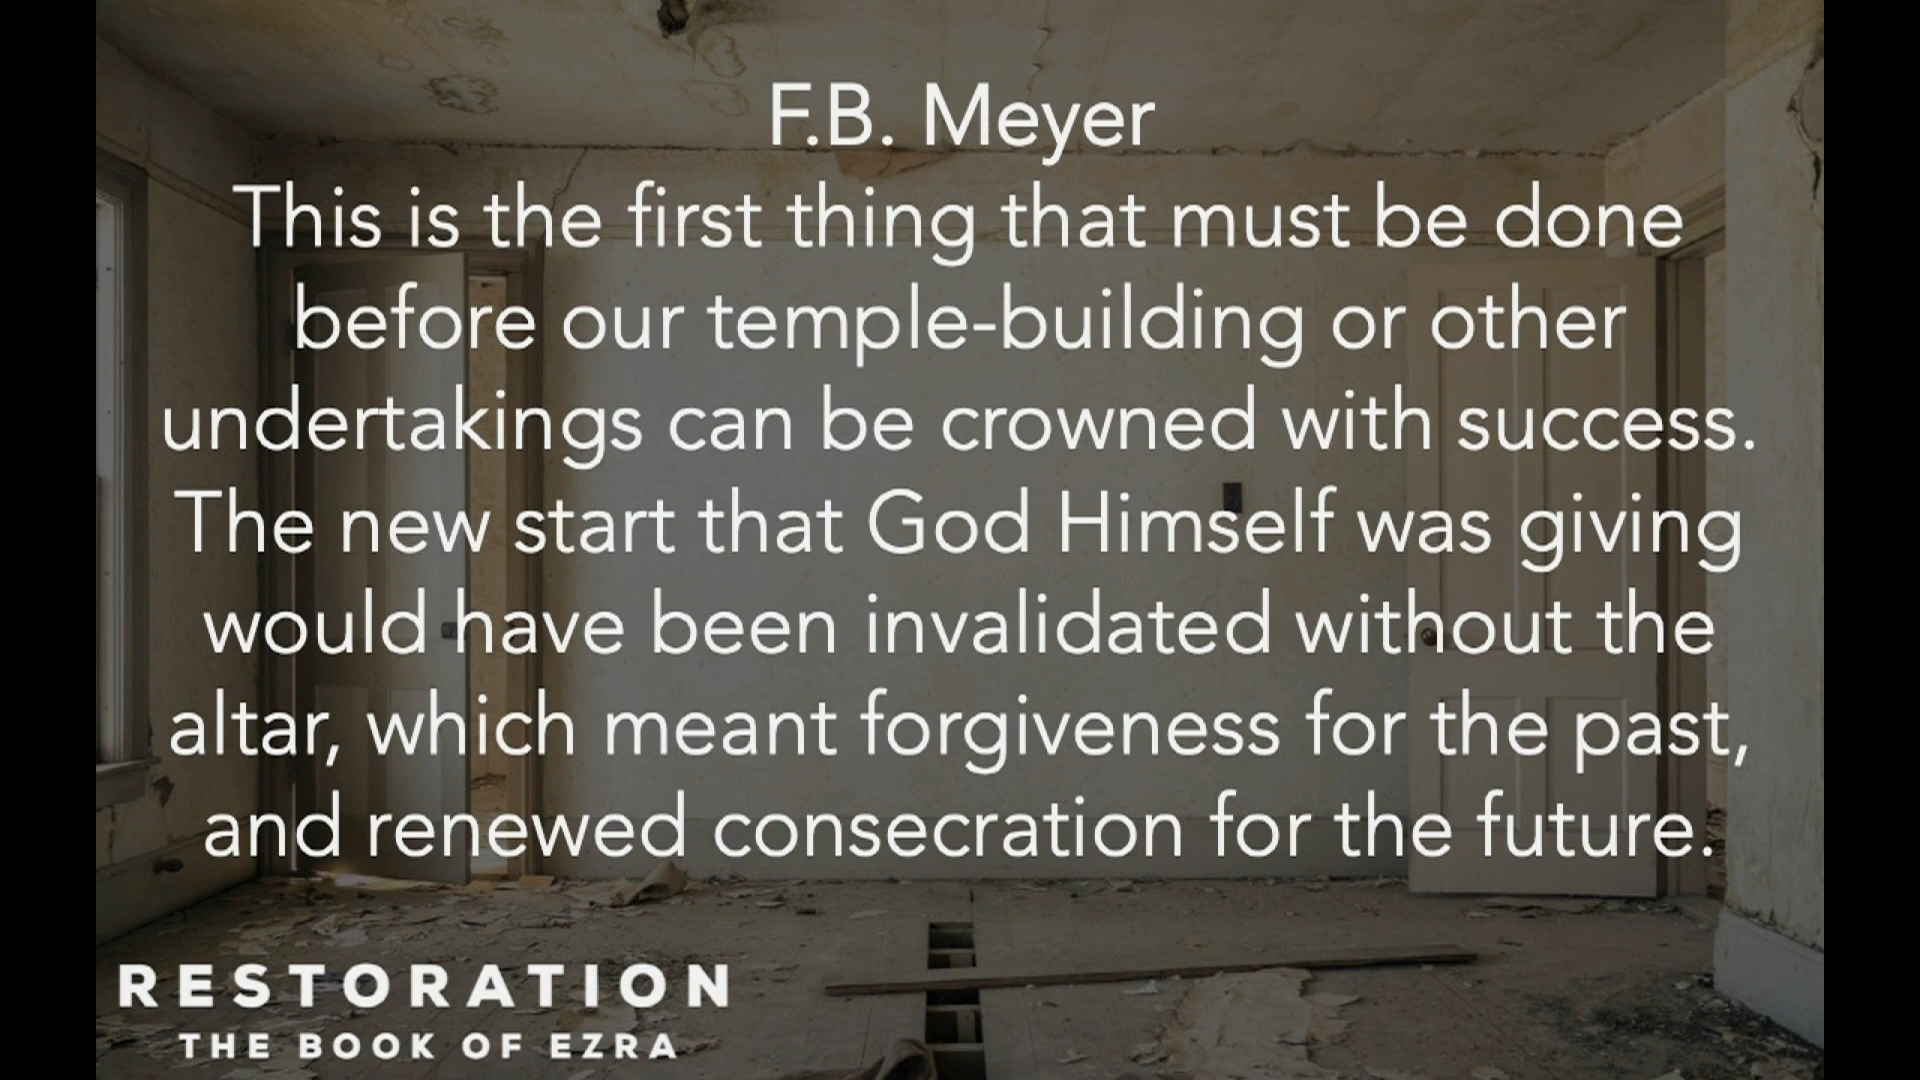 F.B. Meyer
This is the first thing that must be done
before our temple-building or other
undertakings can be crowned with success.
The new start that God Himself was giving
would have been invalidated without the
altar, which meant forgiveness for the past,
and renewed consecration for the future.
RESTORATION
THE BOOK OF EZRA